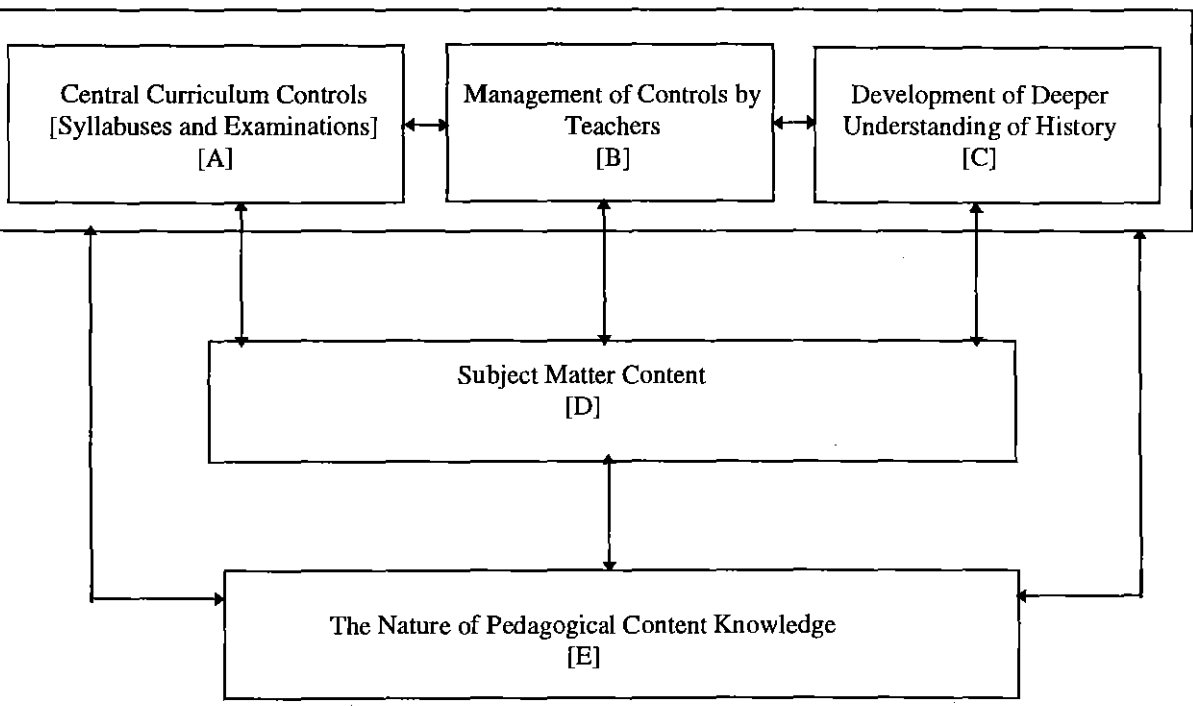 Central Curriculum Controls
[Syllabuses and Examinations]
[A]
Management of Controls by
Teachers
[B]
Development of Deeper
Understanding of History
[C]
Subject Matter Content
[D]
The Nature of Pedagogical Content Knowledge
[E]